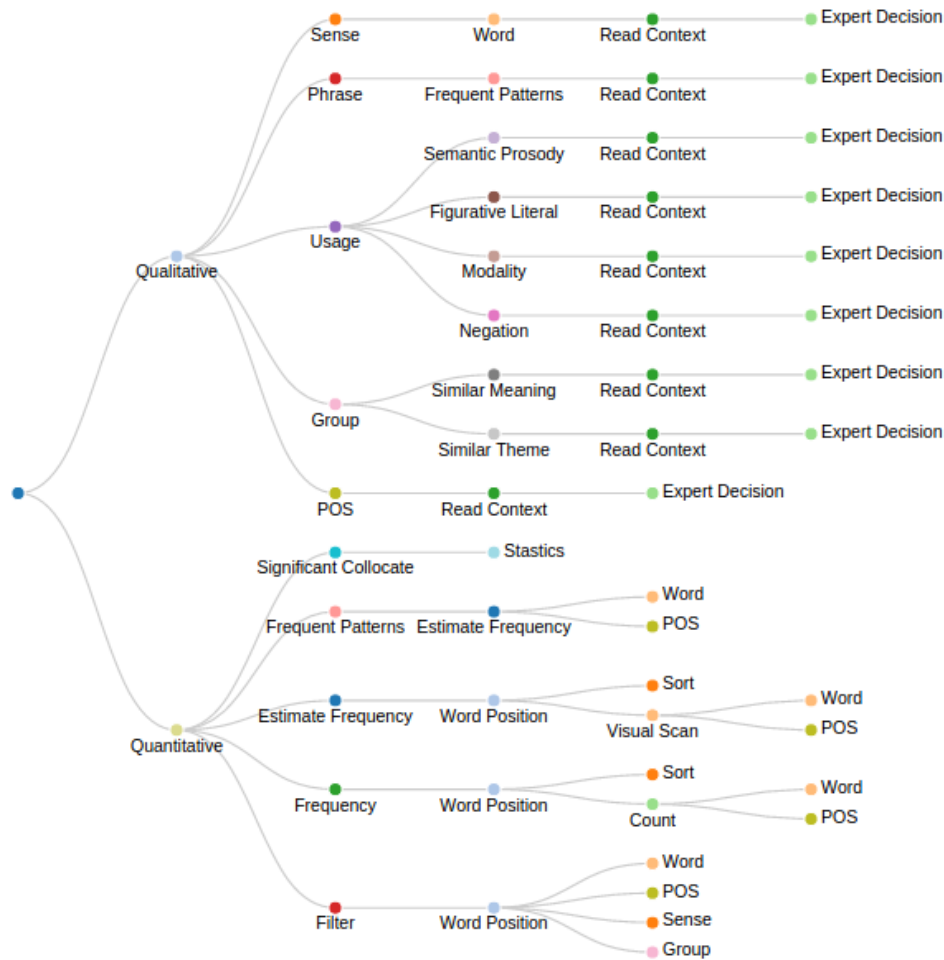 Expert Decision
Sense
Word
Read Context
Expert Decision
Phrase
Frequent Patterns
Read Context
Expert Decision
Semantic Prosody
Read Context
Expert Decision
Figurative Literal
Read Context
Usage
Expert Decision
Qualitative
Modality
Read Context
Expert Decision
Negation
Read Context
Expert Decision
Similar Meaning
Read Context
Group
Expert Decision
Similar Theme
Read Context
Expert Decision
POS
Read Context
Stastics
Significant Collocate
Word
Frequent Patterns
Estimate Frequency
POS
Sort
Word
Estimate Frequency
Word Position
Visual Scan
POS
Quantitative
Sort
Word
Frequency
Word Position
Count
POS
Word
POS
Filter
Word Position
Sense
Group